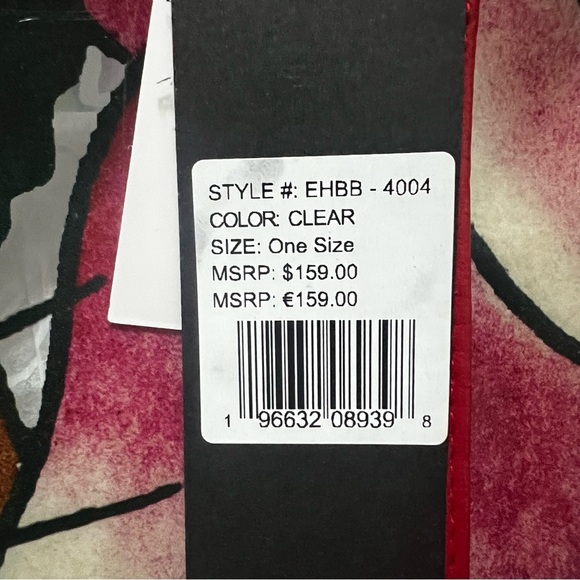 STYLE #: EHBB - 4004
COLOR: CLEAR
SIZE: One Size
MSRP: $159.00
MSRP: €159.00
1 96632 08939 8